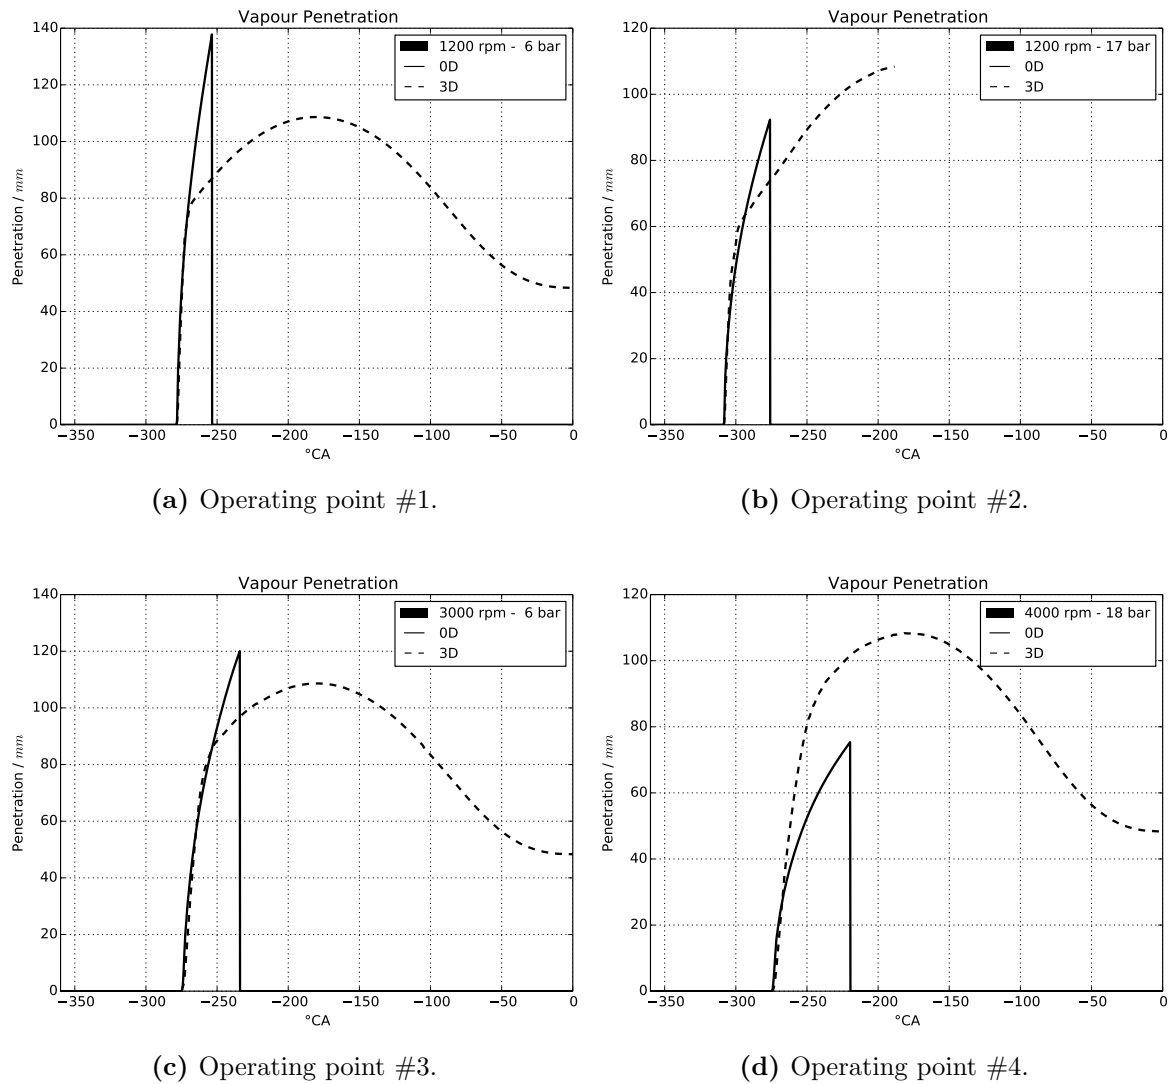 Vapour Penetration
140
120
100
80
60
40
20
0
Penetration / mm
1200 rpm - 6 bar
0D
3D
−350 −300 −250 −200 −150 −100 −50 0
°CA
(a) Operating point #1.
Vapour Penetration
120
100
80
60
40
20
0
Penetration / mm
1200 rpm - 17 bar
0D
3D
−350 −300 −250 −200 −150 −100 −50 0
°CA
(b) Operating point #2.
Vapour Penetration
140
120
100
80
60
40
20
0
Penetration / mm
3000 rpm - 6 bar
0D
3D
−350 −300 −250 −200 −150 −100 −50 0
°CA
(c) Operating point #3.
Vapour Penetration
120
100
80
60
40
20
0
Penetration / mm
4000 rpm - 18 bar
0D
3D
−350 −300 −250 −200 −150 −100 −50 0
°CA
(d) Operating point #4.